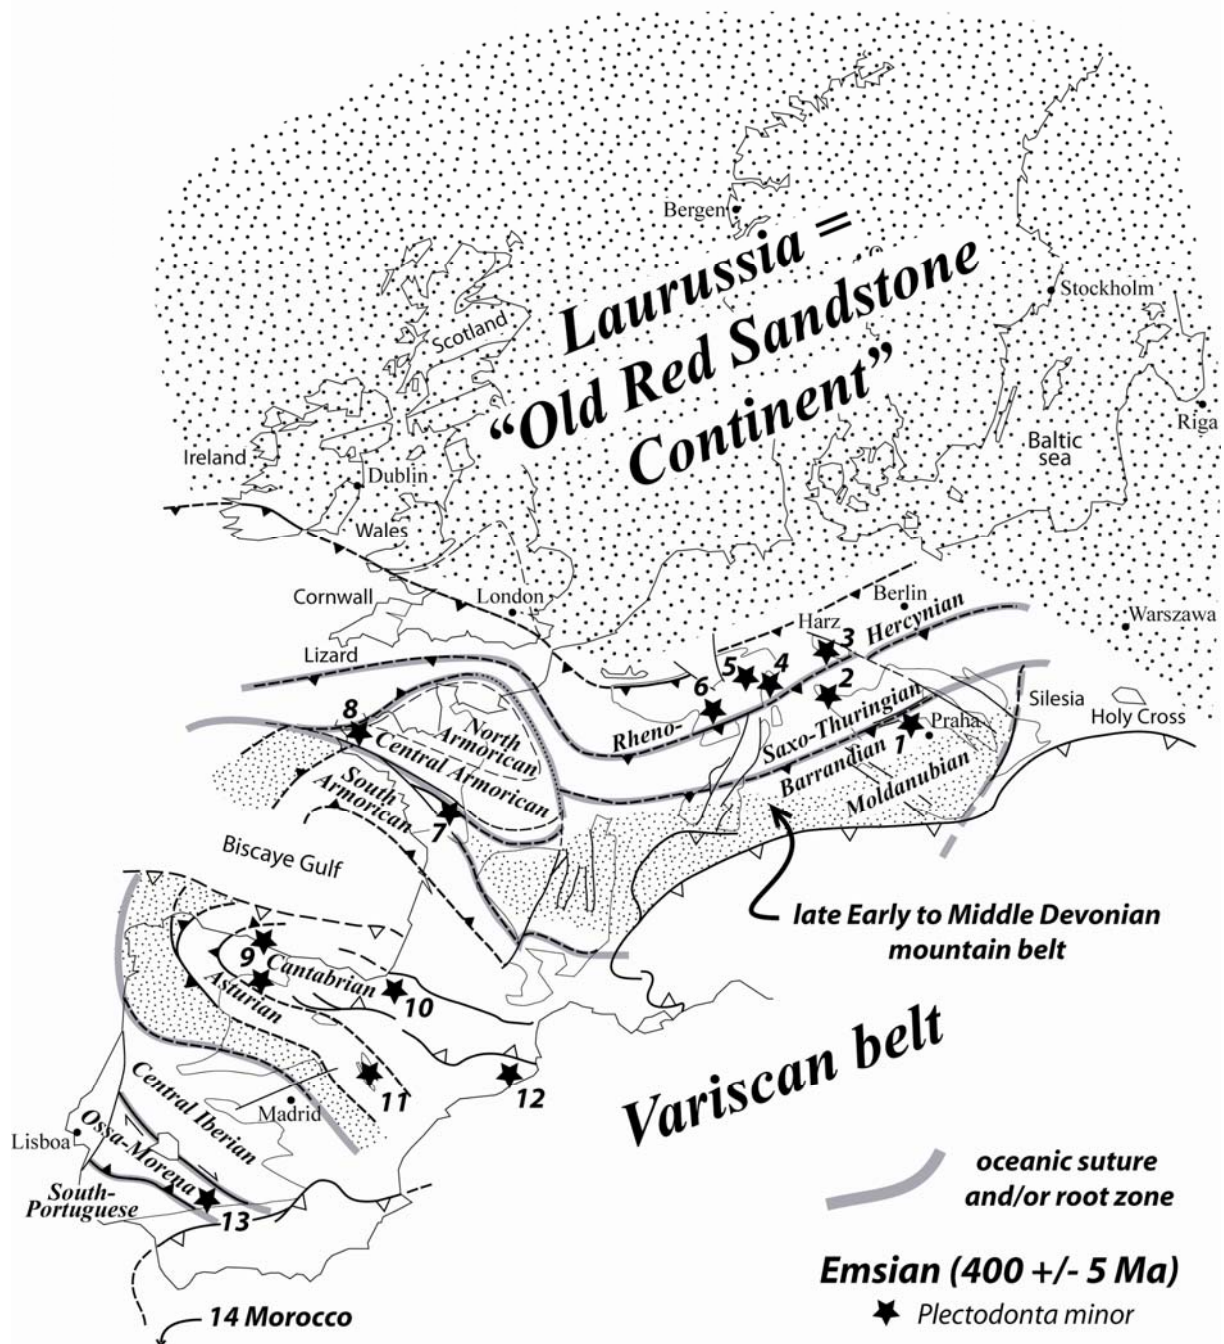 Bergen
Laurussia =
“Old Red Sandstone
Continent”
Stockholm
Scotland
Riga
Baltic
sea
Ireland
Dublin
Wales
Cornwall
London
Berlin
Warszawa
Harz
3
Hercynian
Lizard
5
4
2
6
Rheno-
Saxo-Thuringian
Silesia
Holy Cross
Praha
1
Barrandian
Moldanubian
8
North
Armorican
Central Armorican
South
Armorican
7
Biscaye Gulf
late Early to Middle Devonian
mountain belt
9
Cantabrian
10
Asturian
11
12
Variscan belt
Central Iberian
Madrid
Lisboa
Ossa-Morena
South-
Portuguese
13
14 Morocco
oceanic suture
and/or root zone
Emsian (400 +/- 5 Ma)
Plectodonta minor